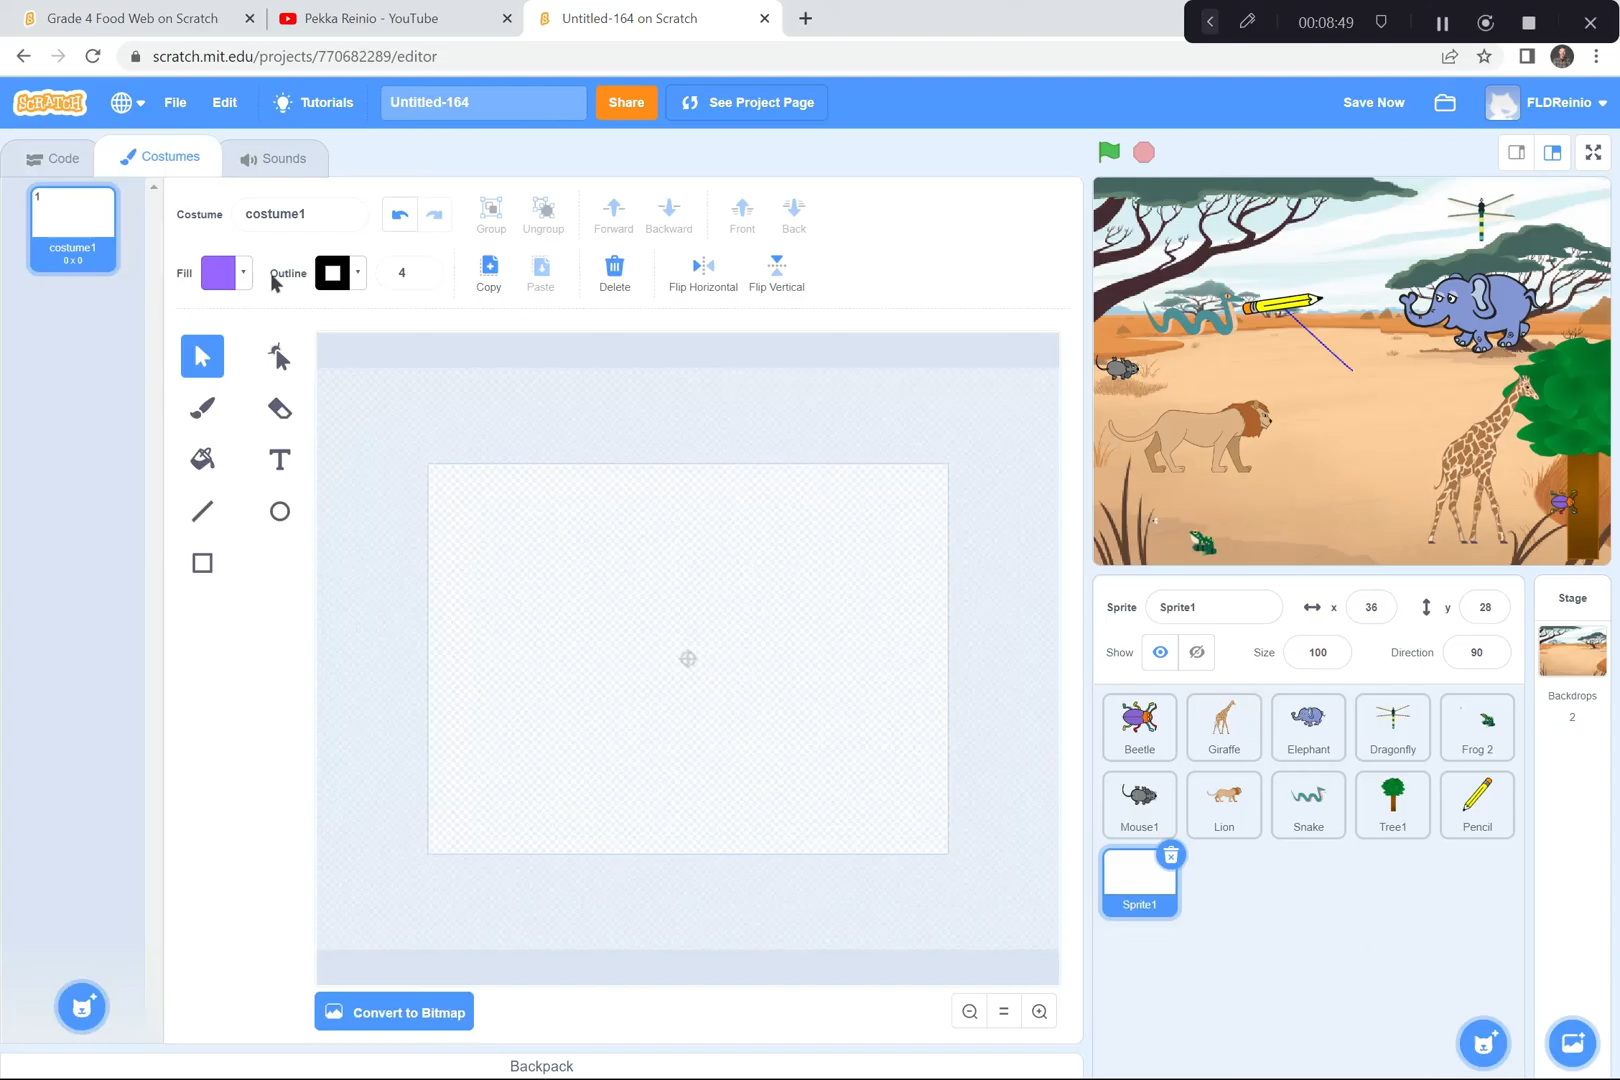 Grade 4 Food Web on Scratch
Pekka Reinio - YouTube
Untitled-164 on Scratch
00:08:49
scratch.mit.edu/projects/770682289/editor
SCRATCH
File
Edit
Tutorials
Untitled-164
Share
See Project Page
Save Now
FLDReinio
Code
Costumes
Sounds
1
costume1
0 x 0
Costume
costume1
Group
Ungroup
Forward
Backward
Front
Back
Fill
Outline
4
Copy
Paste
Delete
Flip Horizontal
Flip Vertical
T
Convert to Bitmap
Backpack
Sprite
Sprite1
x
36
y
28
Show
Size
100
Direction
90
Stage
Backdrops
2
Beetle
Giraffe
Elephant
Dragonfly
Frog 2
Mouse1
Lion
Snake
Tree1
Pencil
Sprite1